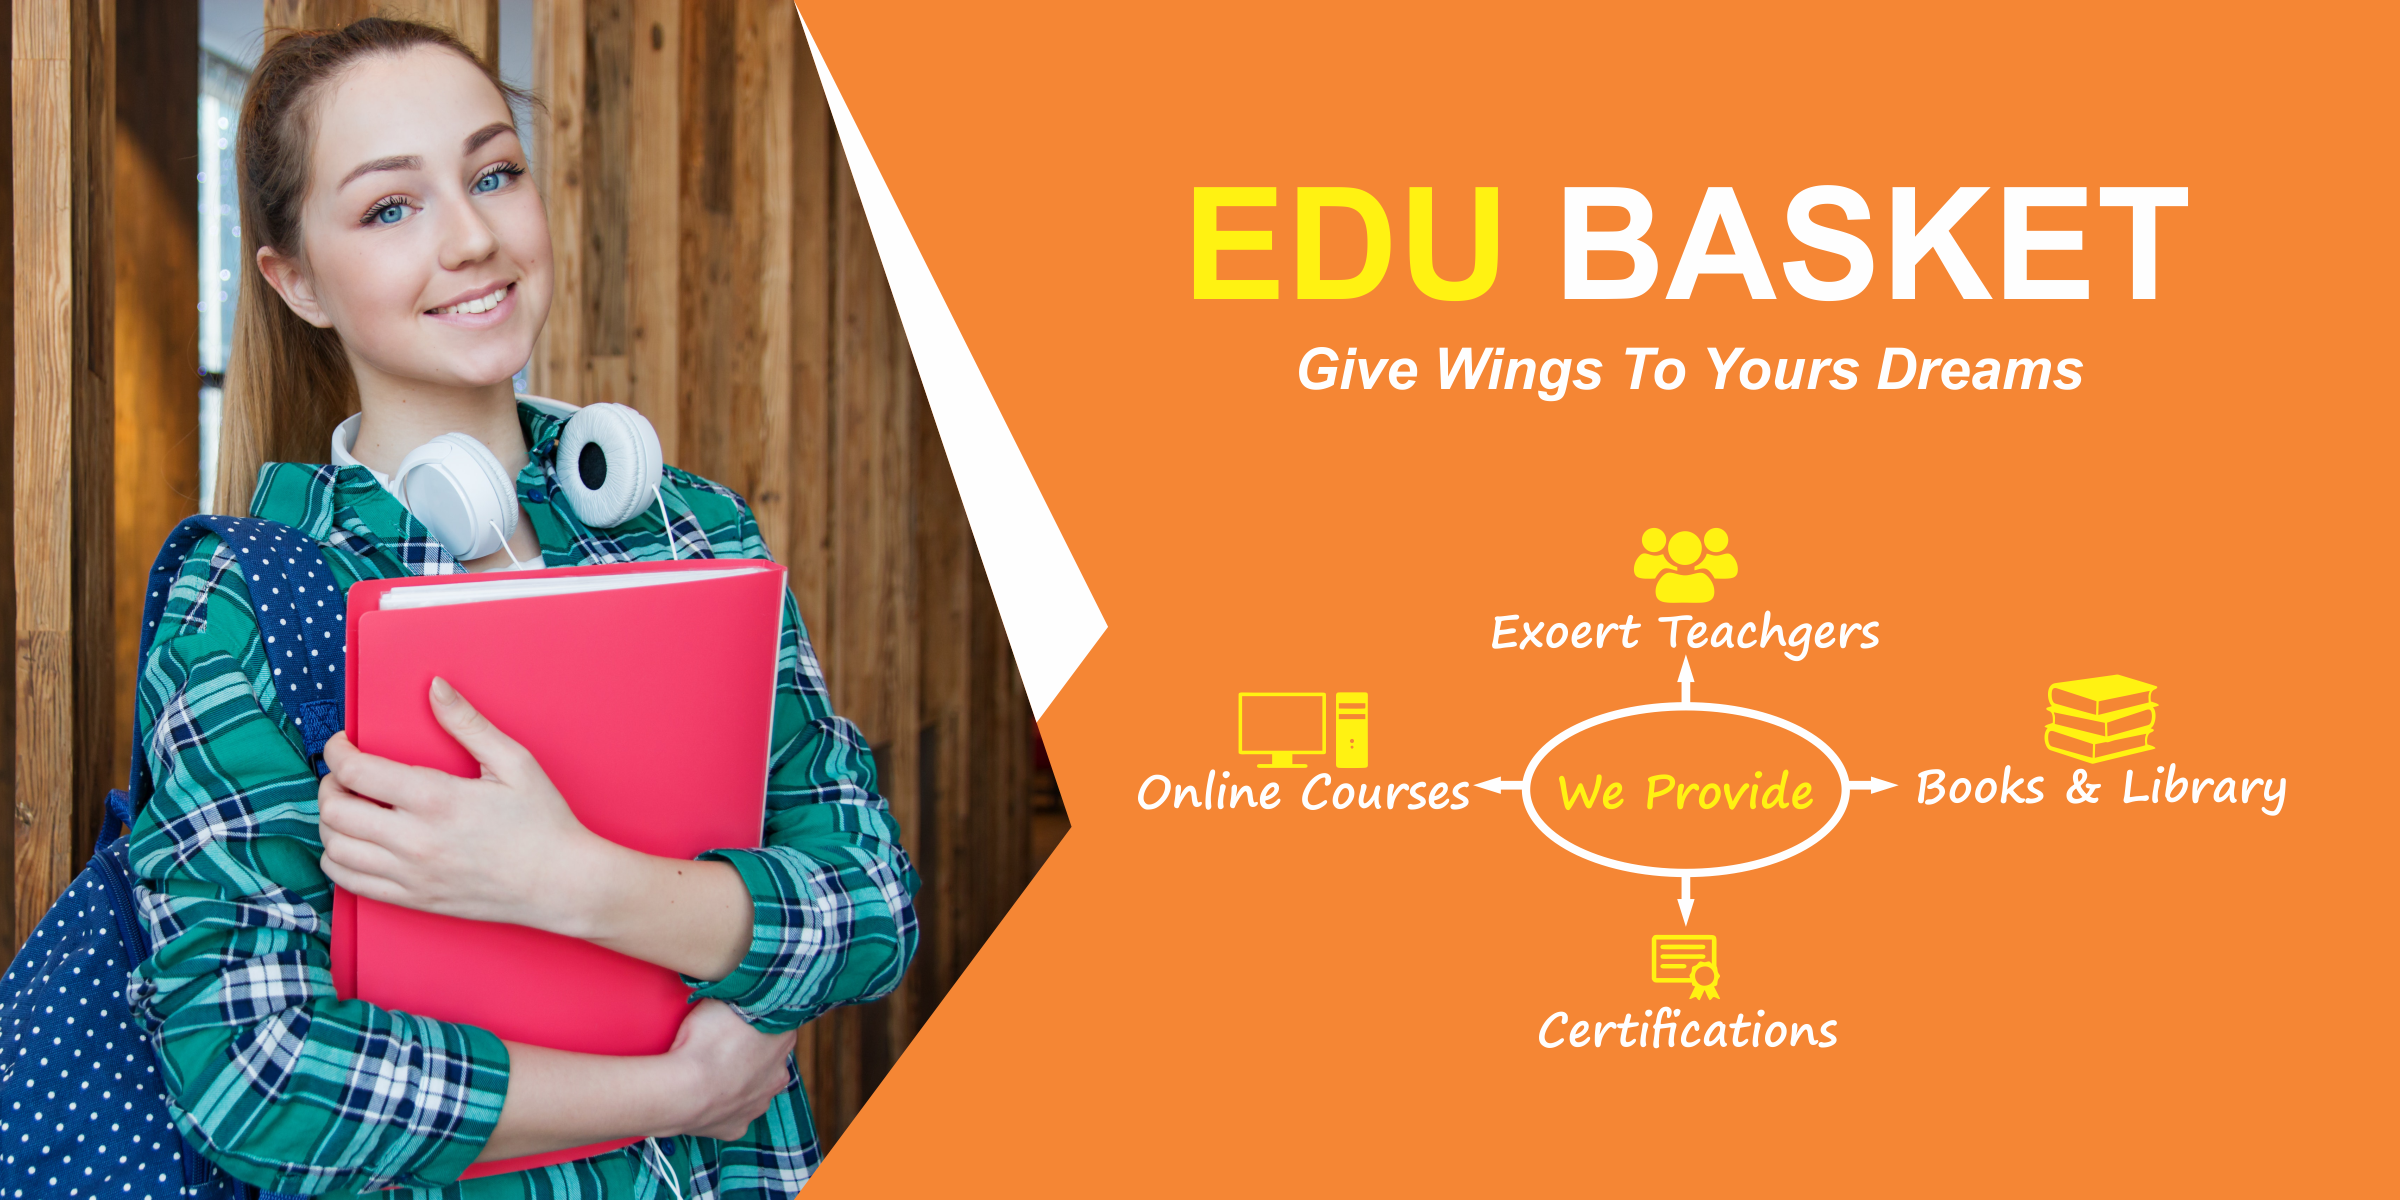 EDU BASKET
Give Wings To Yours Dreams
Exoert Teachgers
Online Courses
We Provide
Books & Library
Certifications